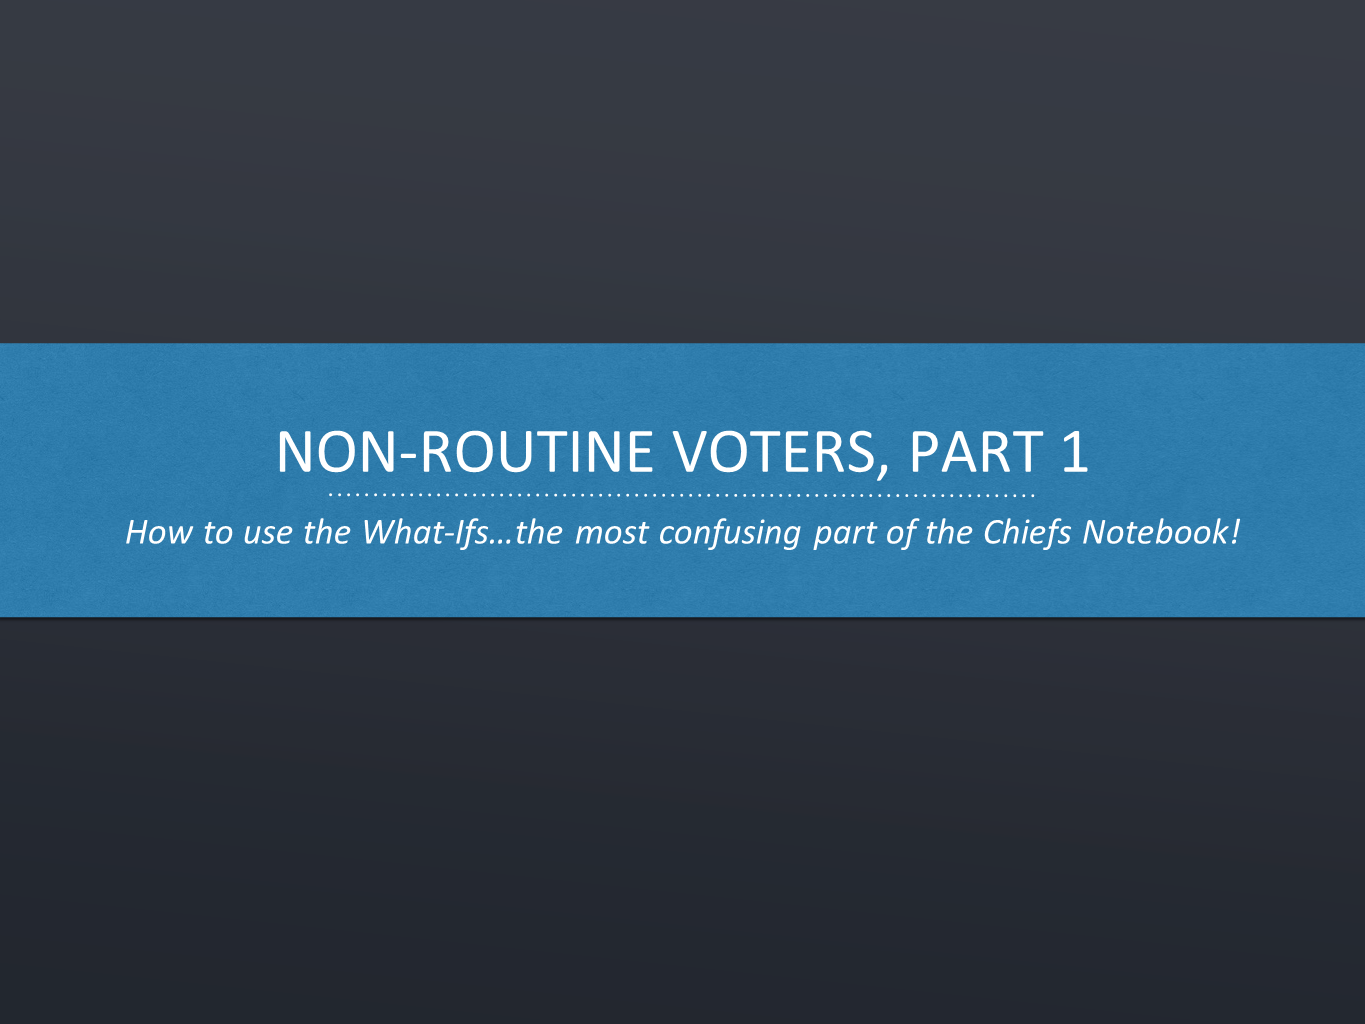 NON-ROUTINE VOTERS, PART 1
How to use the What-Ifs…the most confusing part of the Chiefs Notebook!